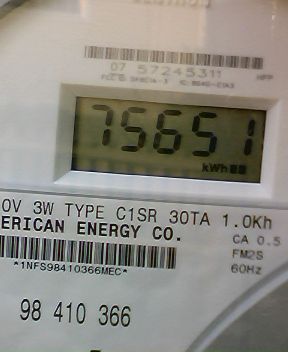 07 57245311
75651
kWh
0V 3W TYPE C1SR 30TA 1.0Kh
ERICAN ENERGY CO.
CA 0.5
FM2S
60Hz
*1NFS98410366MEC*
98 410 366